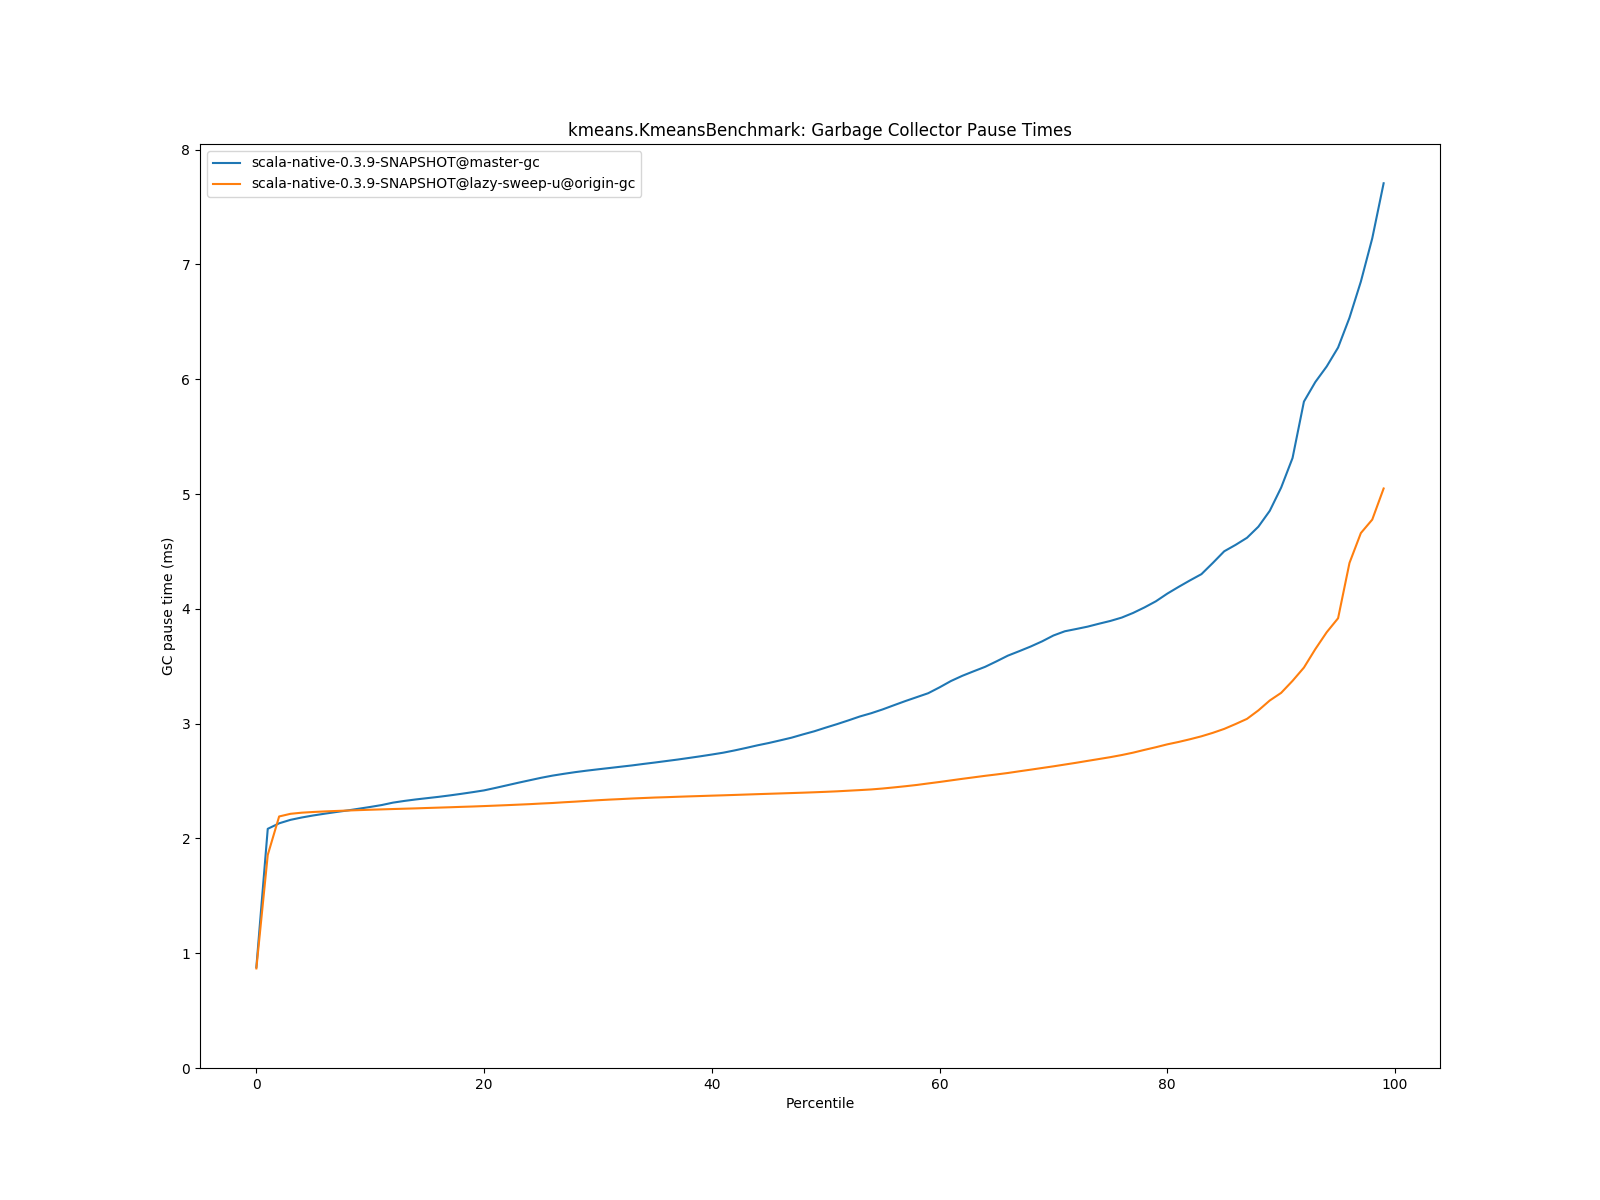 kmeans.KmeansBenchmark: Garbage Collector Pause Times
scala-native-0.3.9-SNAPSHOT@master-gc
scala-native-0.3.9-SNAPSHOT@lazy-sweep-u@origin-gc
8
7
6
5
4
3
2
1
0
GC pause time (ms)
0 20 40 60 80 100
Percentile